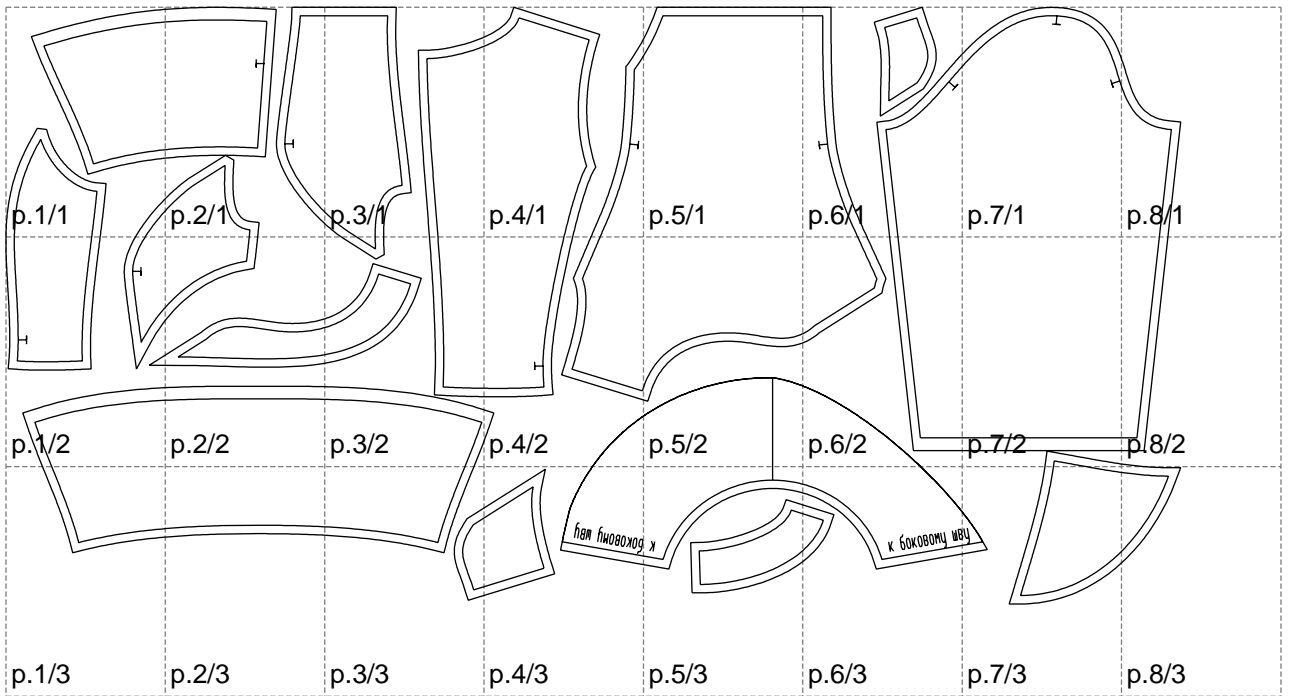 p.1/1 p.2/1 p.3/1 p.4/1 p.5/1 p.6/1 p.7/1 p.8/1
p.1/2 p.2/2 p.3/2 p.4/2 p.5/2 p.6/2 p.7/2 p.8/2
к боковому шву
к боковому шву
p.1/3 p.2/3 p.3/3 p.4/3 p.5/3 p.6/3 p.7/3 p.8/3